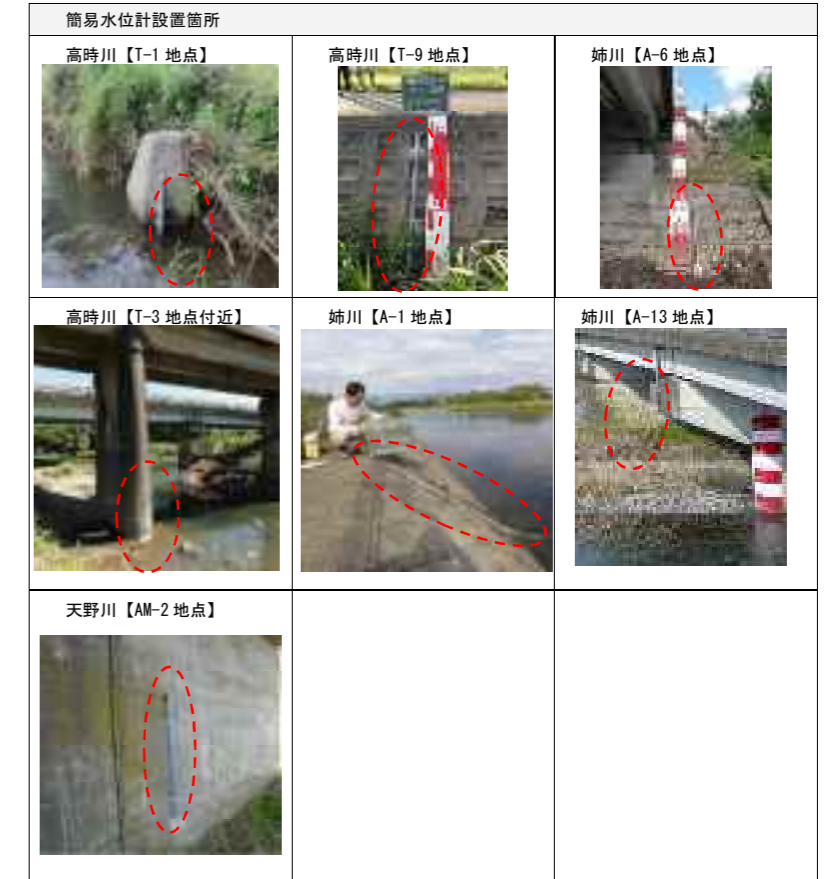 簡易水位計設置箇所
高時川【T-1 地点】
高時川【T-9 地点】
姉川【A-6 地点】
高時川【T-3 地点付近】
姉川【A-1 地点】
姉川【A-13 地点】
天野川【AM-2 地点】